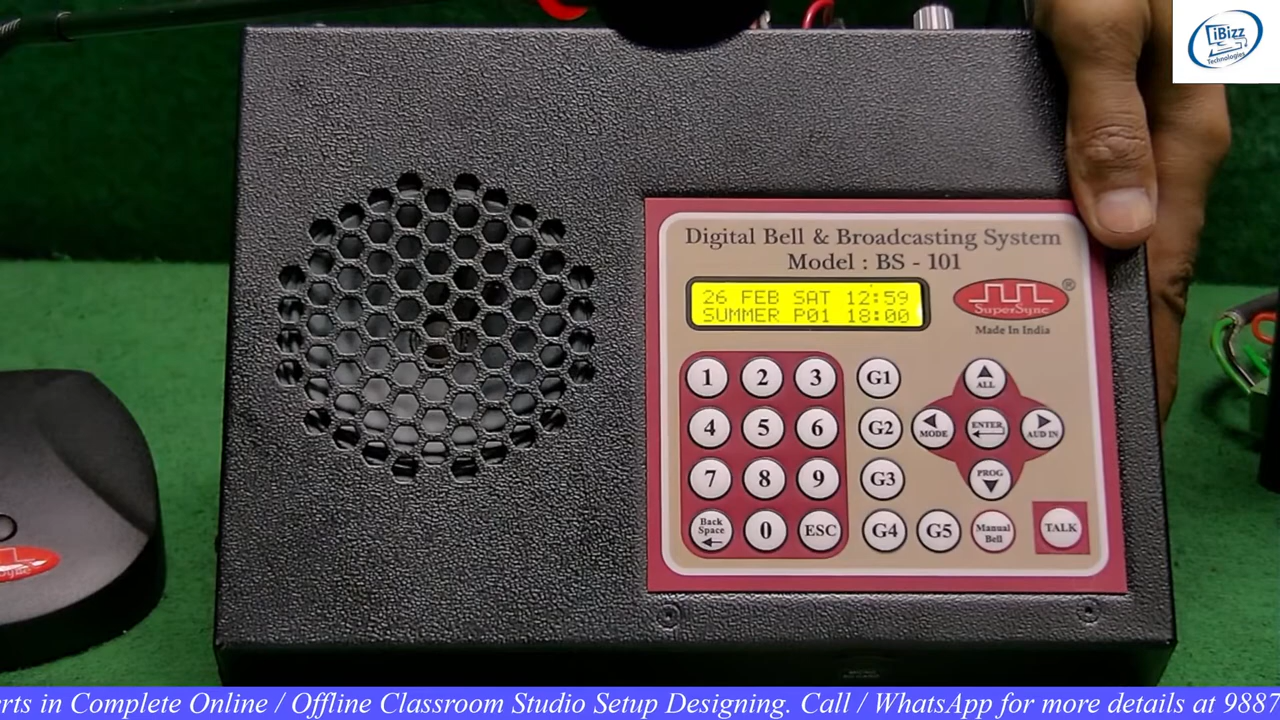 iBizz
Technologies
Digital Bell & Broadcasting System
Model : BS - 101
26 FEB SAT 12:59
SUMMER P01 18:00
SuperSync ®
Made In India
1 2 3 G1 ALL
4 5 6 G2 MODE ENTER AUD IN
7 8 9 G3 PROG
Back Space 0 ESC G4 G5 Manual Bell TALK
rts in Complete Online / Offline Classroom Studio Setup Designing. Call / WhatsApp for more details at 9887